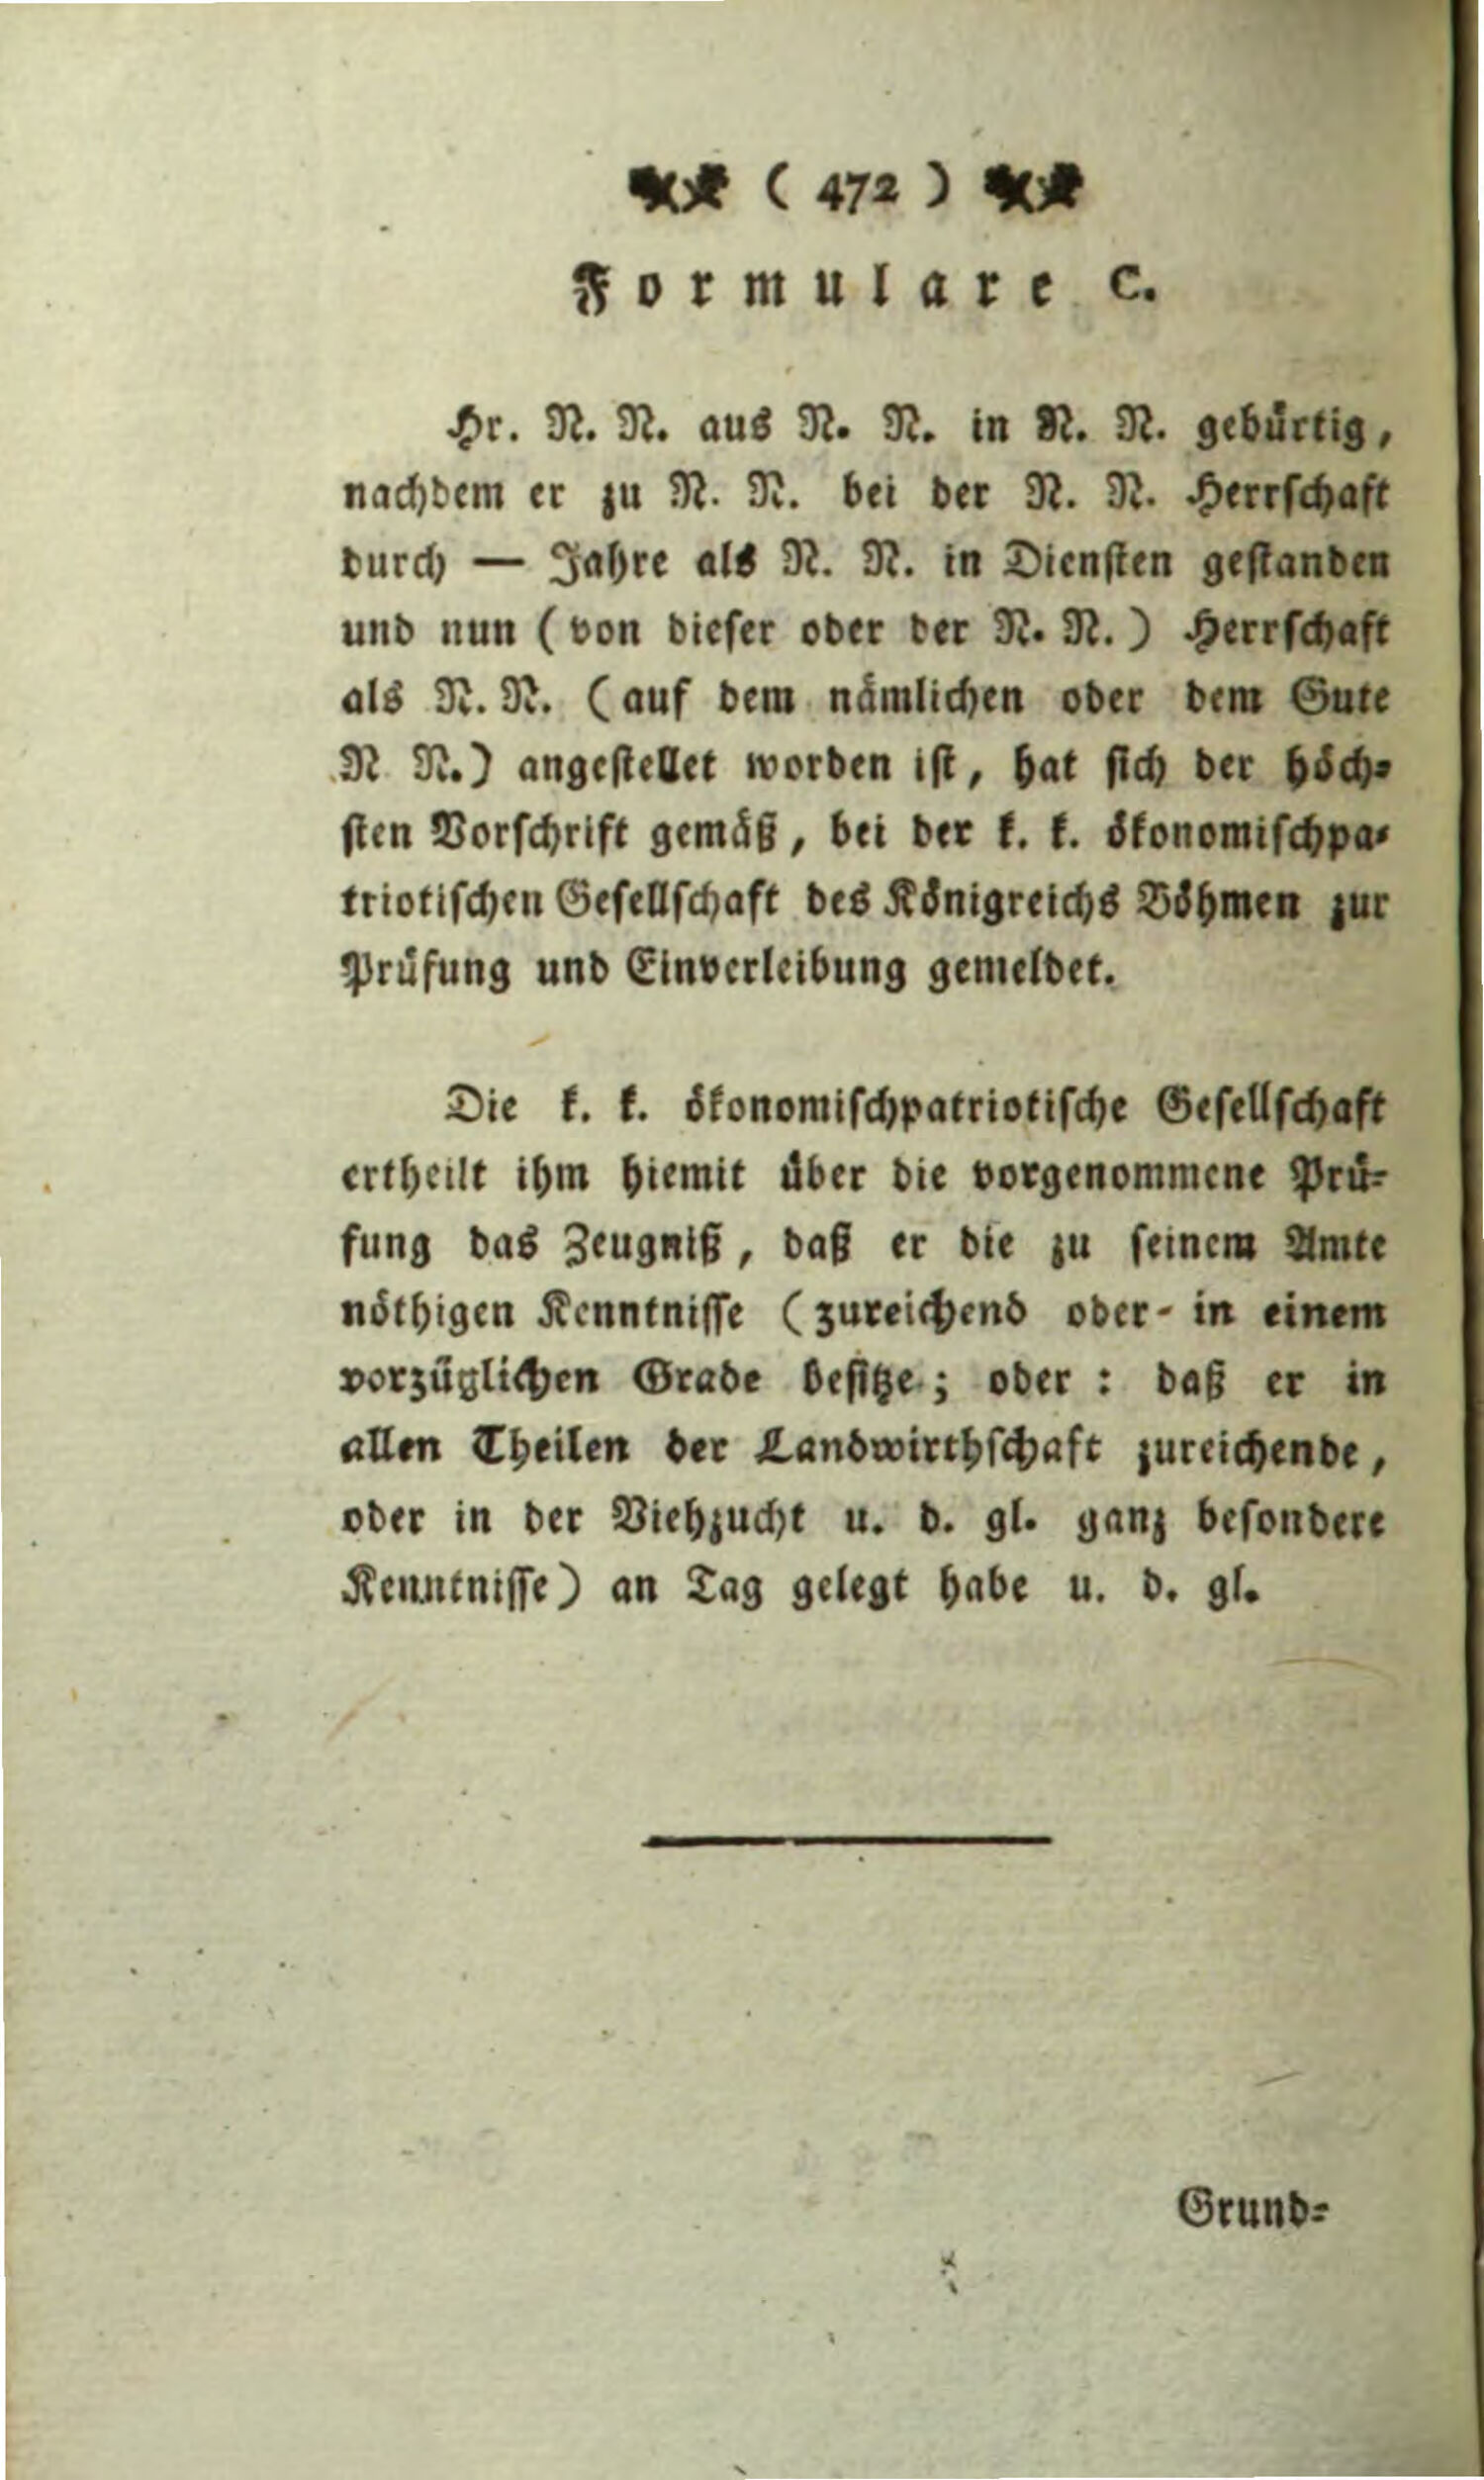 ( 472 )
Formulare C.
Hr. N. N. aus N. N. in N. N. gebürtig,
nachdem er zu N. N. bei der N. N. Herrschaft
durch — Jahre als N. N. in Diensten gestanden
und nun (von dieser oder der N. N.) Herrschaft
als N. N. (auf dem nämlichen oder dem Gute
N N.) angestellet worden ist, hat sich der höch-
sten Vorschrift gemäß, bei der k. k. ökonomischpa-
triotischen Gesellschaft des Königreichs Böhmen zur
Prüfung und Einverleibung gemeldet.
Die k. k. ökonomischpatriotische Gesellschaft
ertheilt ihm hiemit über die vorgenommene Prü-
fung das Zeugniß, daß er die zu seinem Amte
nöthigen Kenntnisse (zureichend oder- in einem
vorzüglichen Grade besitze; oder: daß er in
allen Theilen der Landwirthschaft zureichende,
oder in der Viehzucht u. d. gl. ganz besondere
Kenntnisse) an Tag gelegt habe u. d. gl.
Grund-